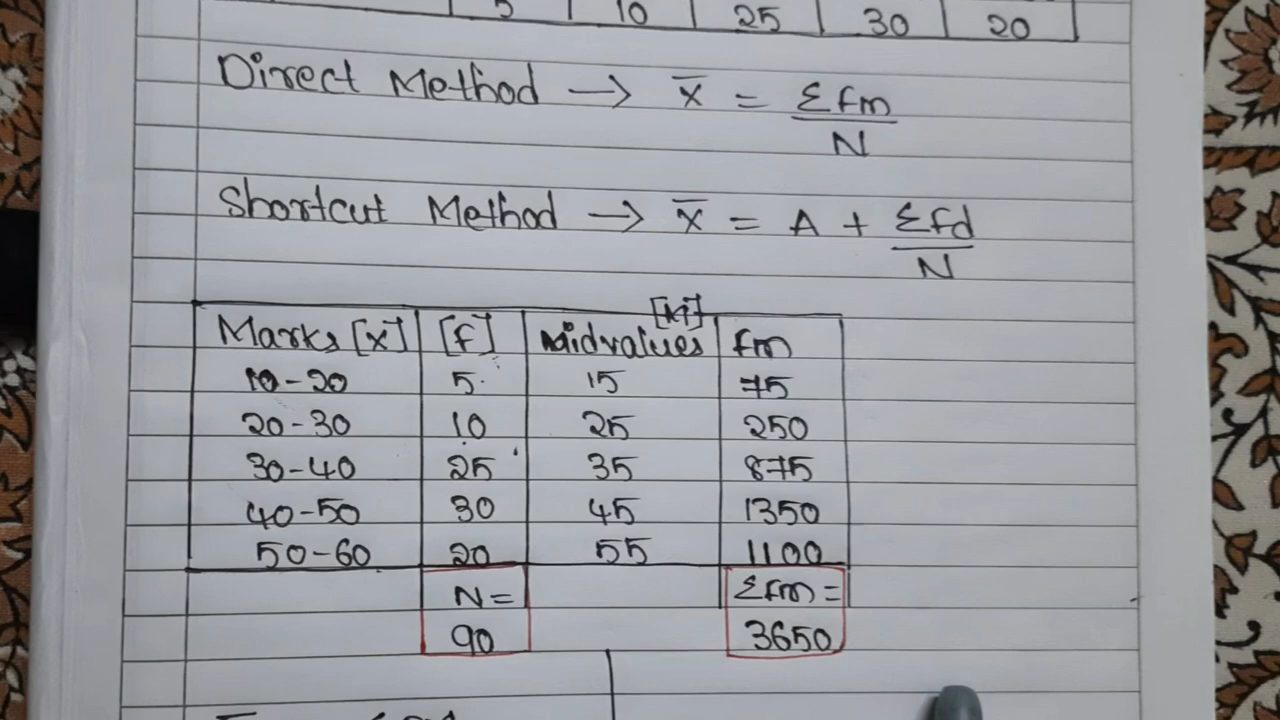 5 10 25 30 20
Direct Method → x̅ = Σfm / N
Shortcut Method → x̅ = A + Σfd / N
Marks [x] [f] Midvalues [M] fm
10-20 5 15 75
20-30 10 25 250
30-40 25 35 875
40-50 30 45 1350
50-60 20 55 1100
N= Σfm=
90 3650